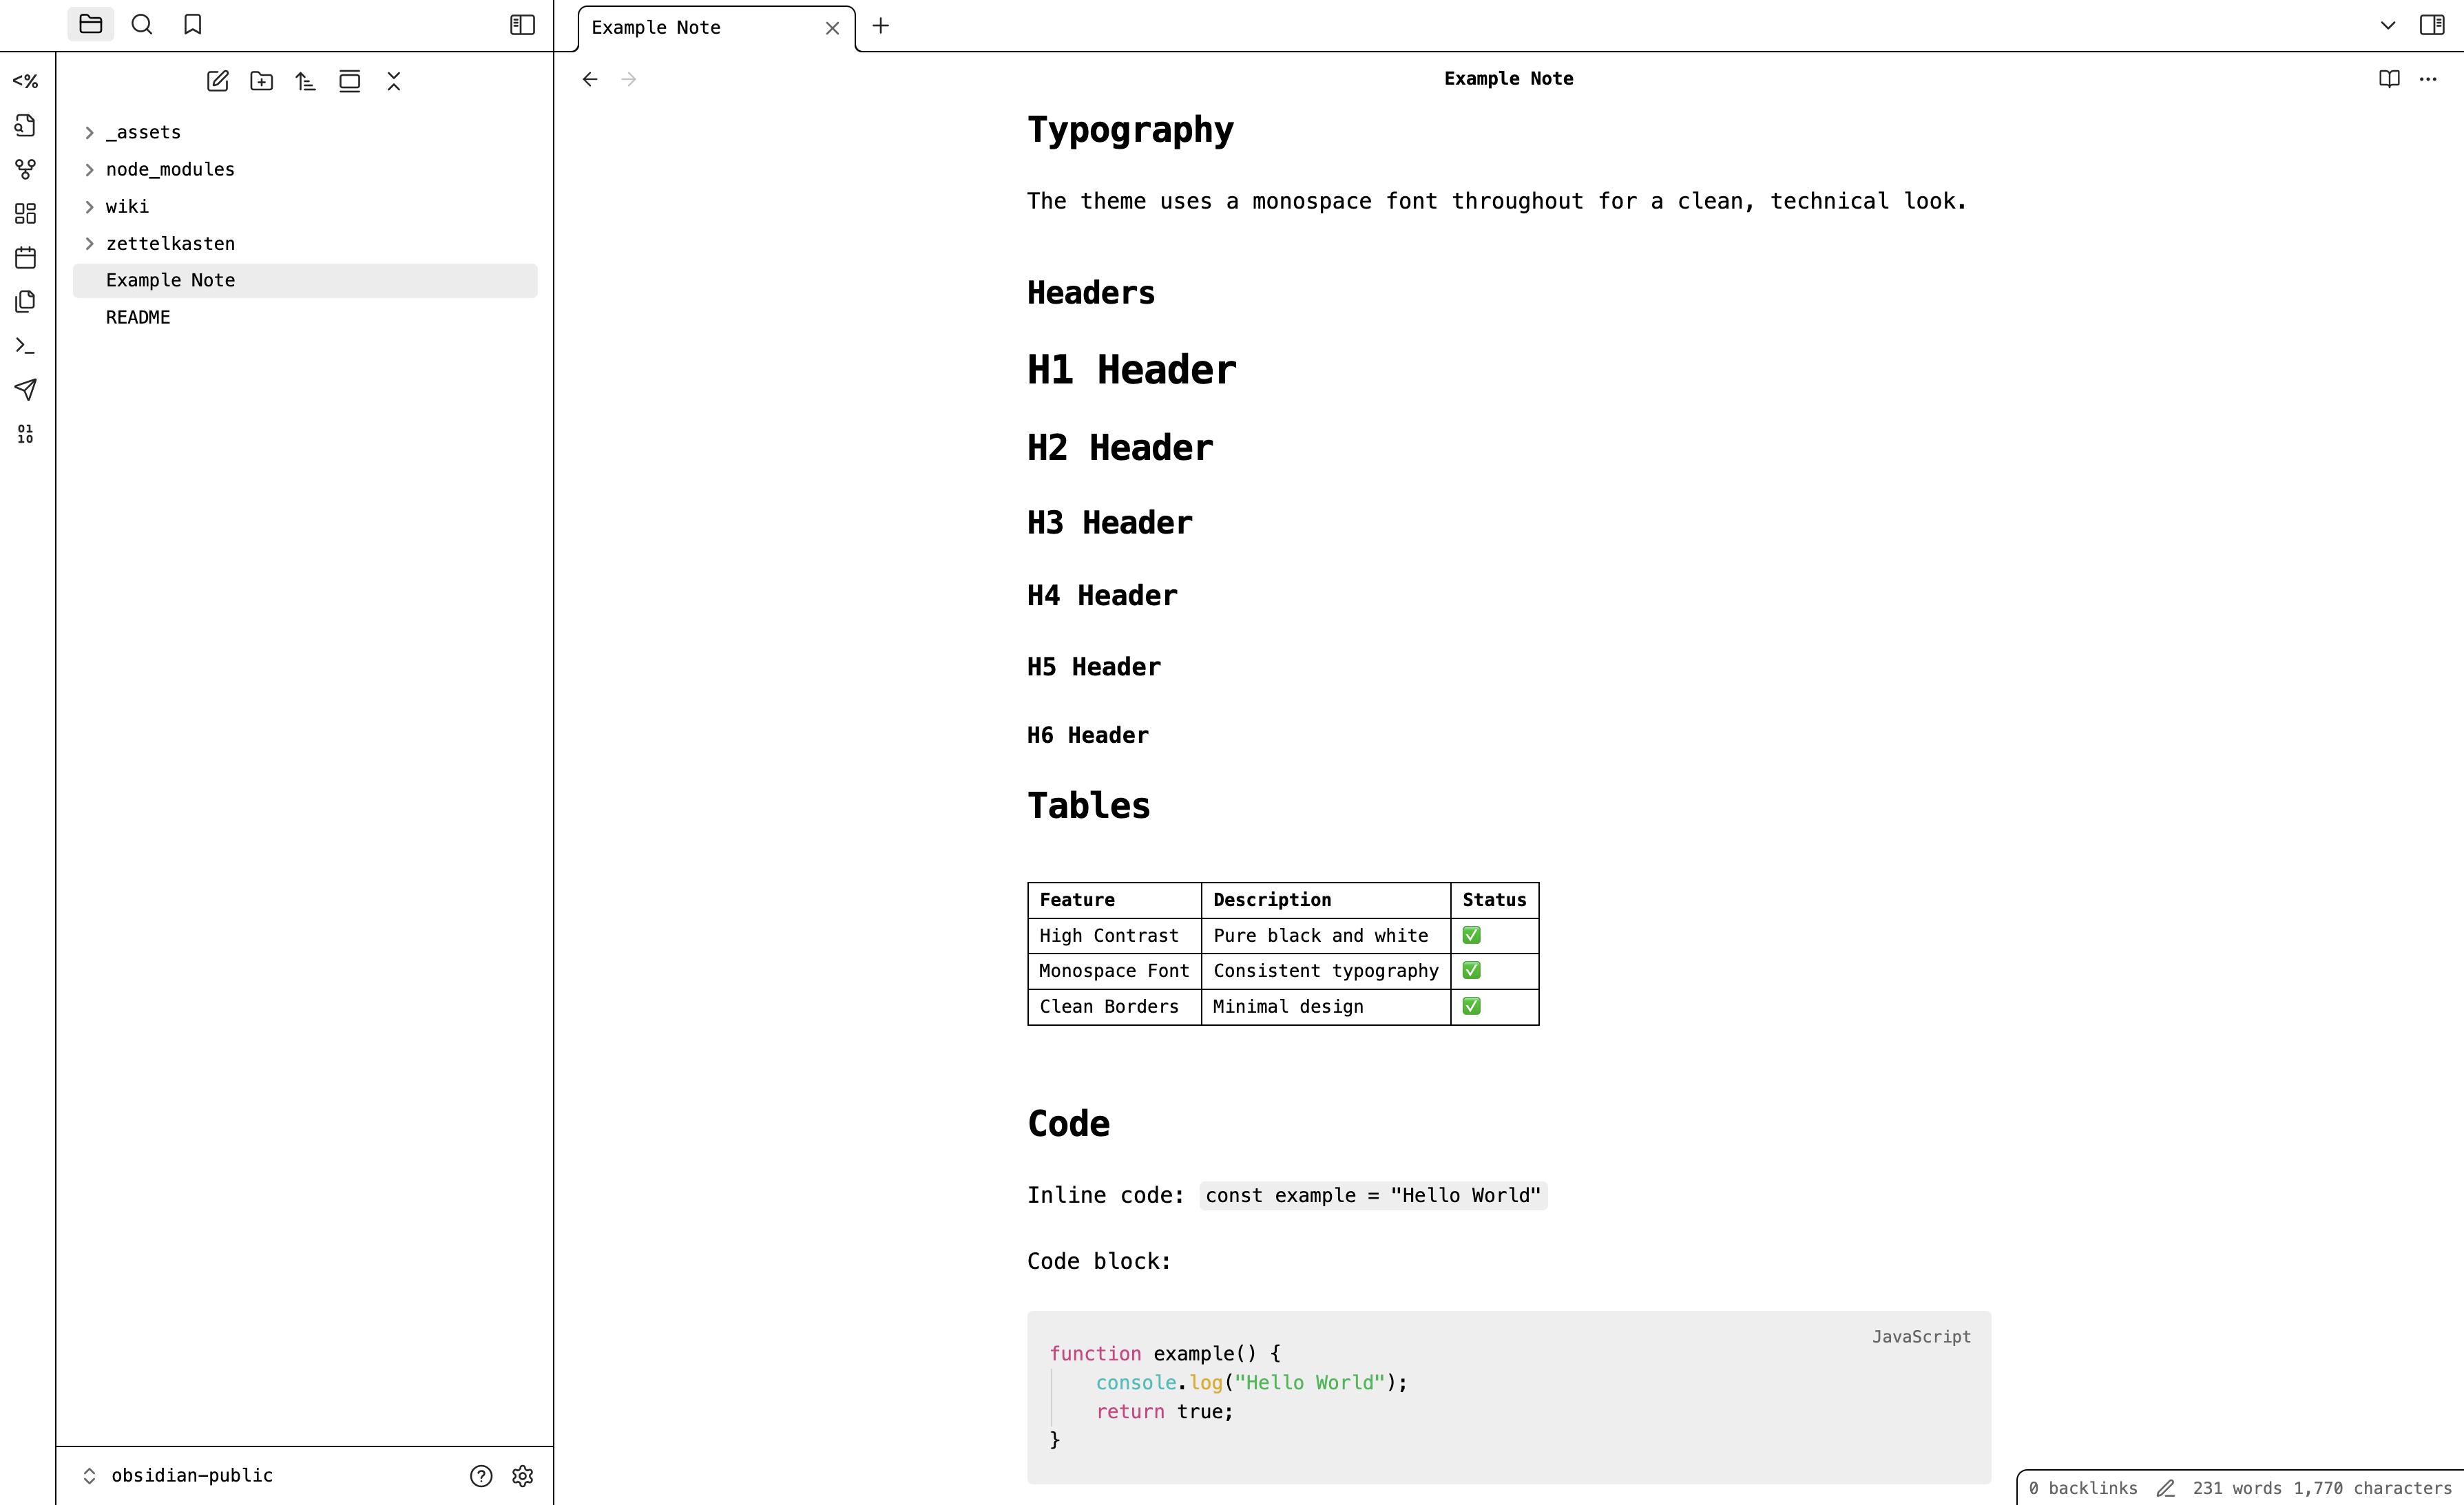 Example Note
<%
Example Note
_assets
node_modules
wiki
zettelkasten
Example Note
README
01
10
obsidian-public
Typography
The theme uses a monospace font throughout for a clean, technical look.
Headers
H1 Header
H2 Header
H3 Header
H4 Header
H5 Header
H6 Header
Tables
Feature Description Status
High Contrast Pure black and white ✅
Monospace Font Consistent typography ✅
Clean Borders Minimal design ✅
Code
Inline code: const example = "Hello World"
Code block:
JavaScript
function example() {
    console.log("Hello World");
    return true;
}
0 backlinks 231 words 1,770 characters